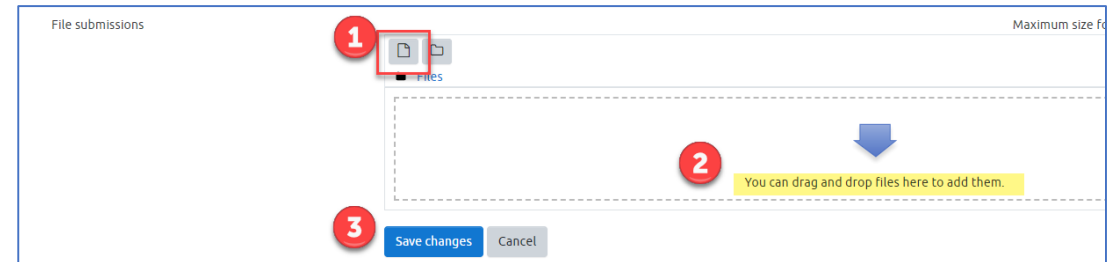 File submissions
Maximum size fo
1
Files
2
You can drag and drop files here to add them.
3
Save changes
Cancel